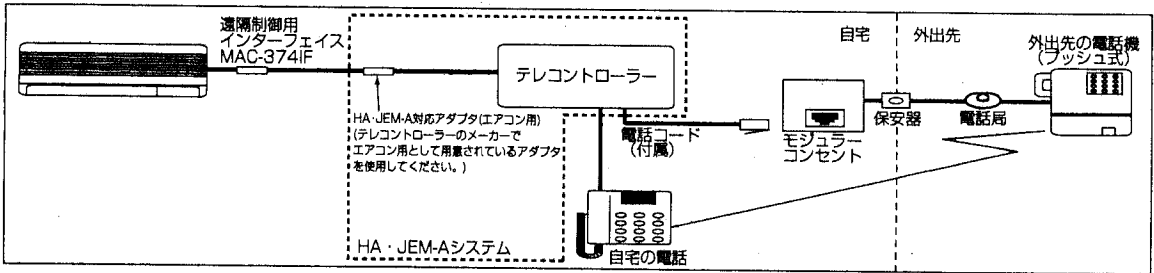 遠隔制御用
インターフェイス
MAC-374IF
HA・JEM-A対応アダプタ(エアコン用)
(テレコントローラーのメーカーで
エアコン用として用意されているアダプタ
を使用してください。)
HA・JEM-Aシステム
テレコントローラー
電話コード
(付属)
自宅の電話
モジュラー
コンセント
自宅
外出先
保安器
電話局
外出先の電話機
(プッシュ式)